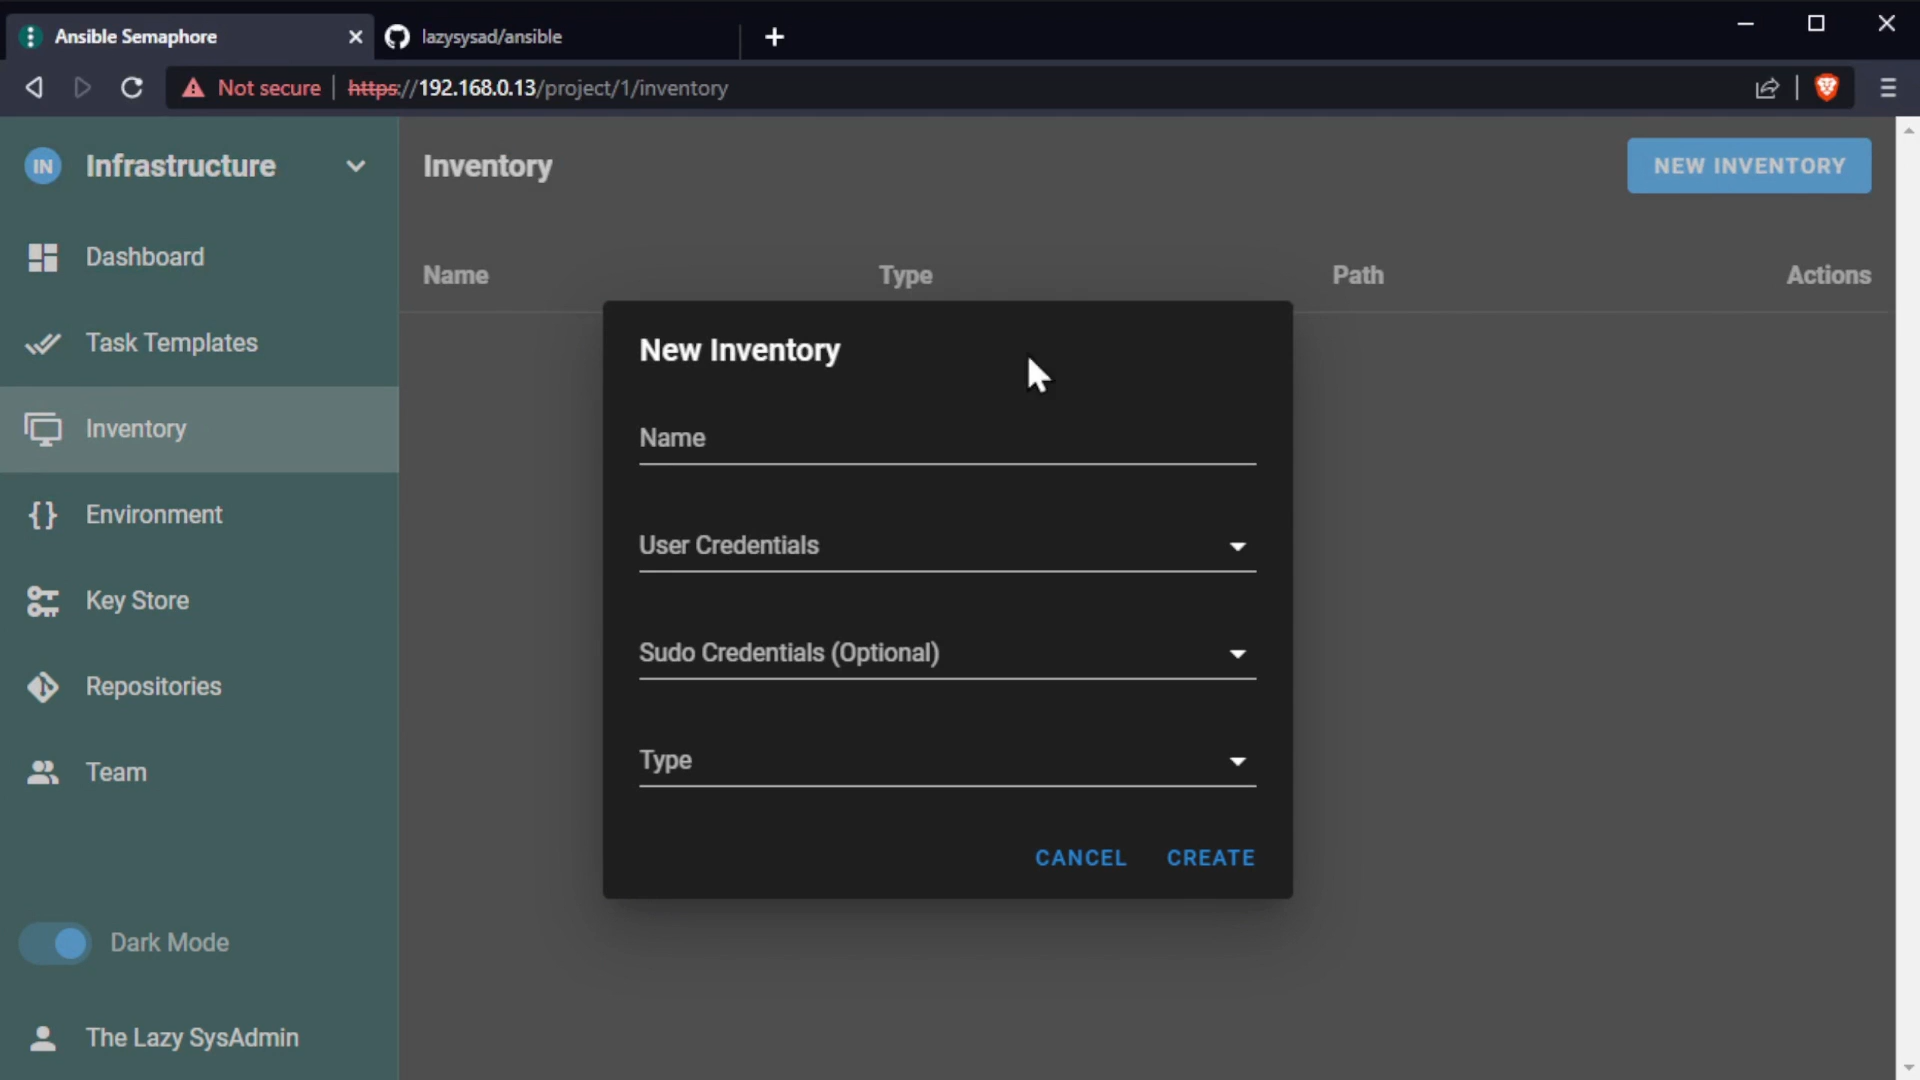 Ansible Semaphore
lazysysad/ansible
Not secure
https://192.168.0.13/project/1/inventory
IN
Infrastructure
Inventory
NEW INVENTORY
Dashboard
Name
Type
Path
Actions
Task Templates
New Inventory
Inventory
Name
Environment
User Credentials
Key Store
Sudo Credentials (Optional)
Repositories
Type
Team
CANCEL
CREATE
Dark Mode
The Lazy SysAdmin